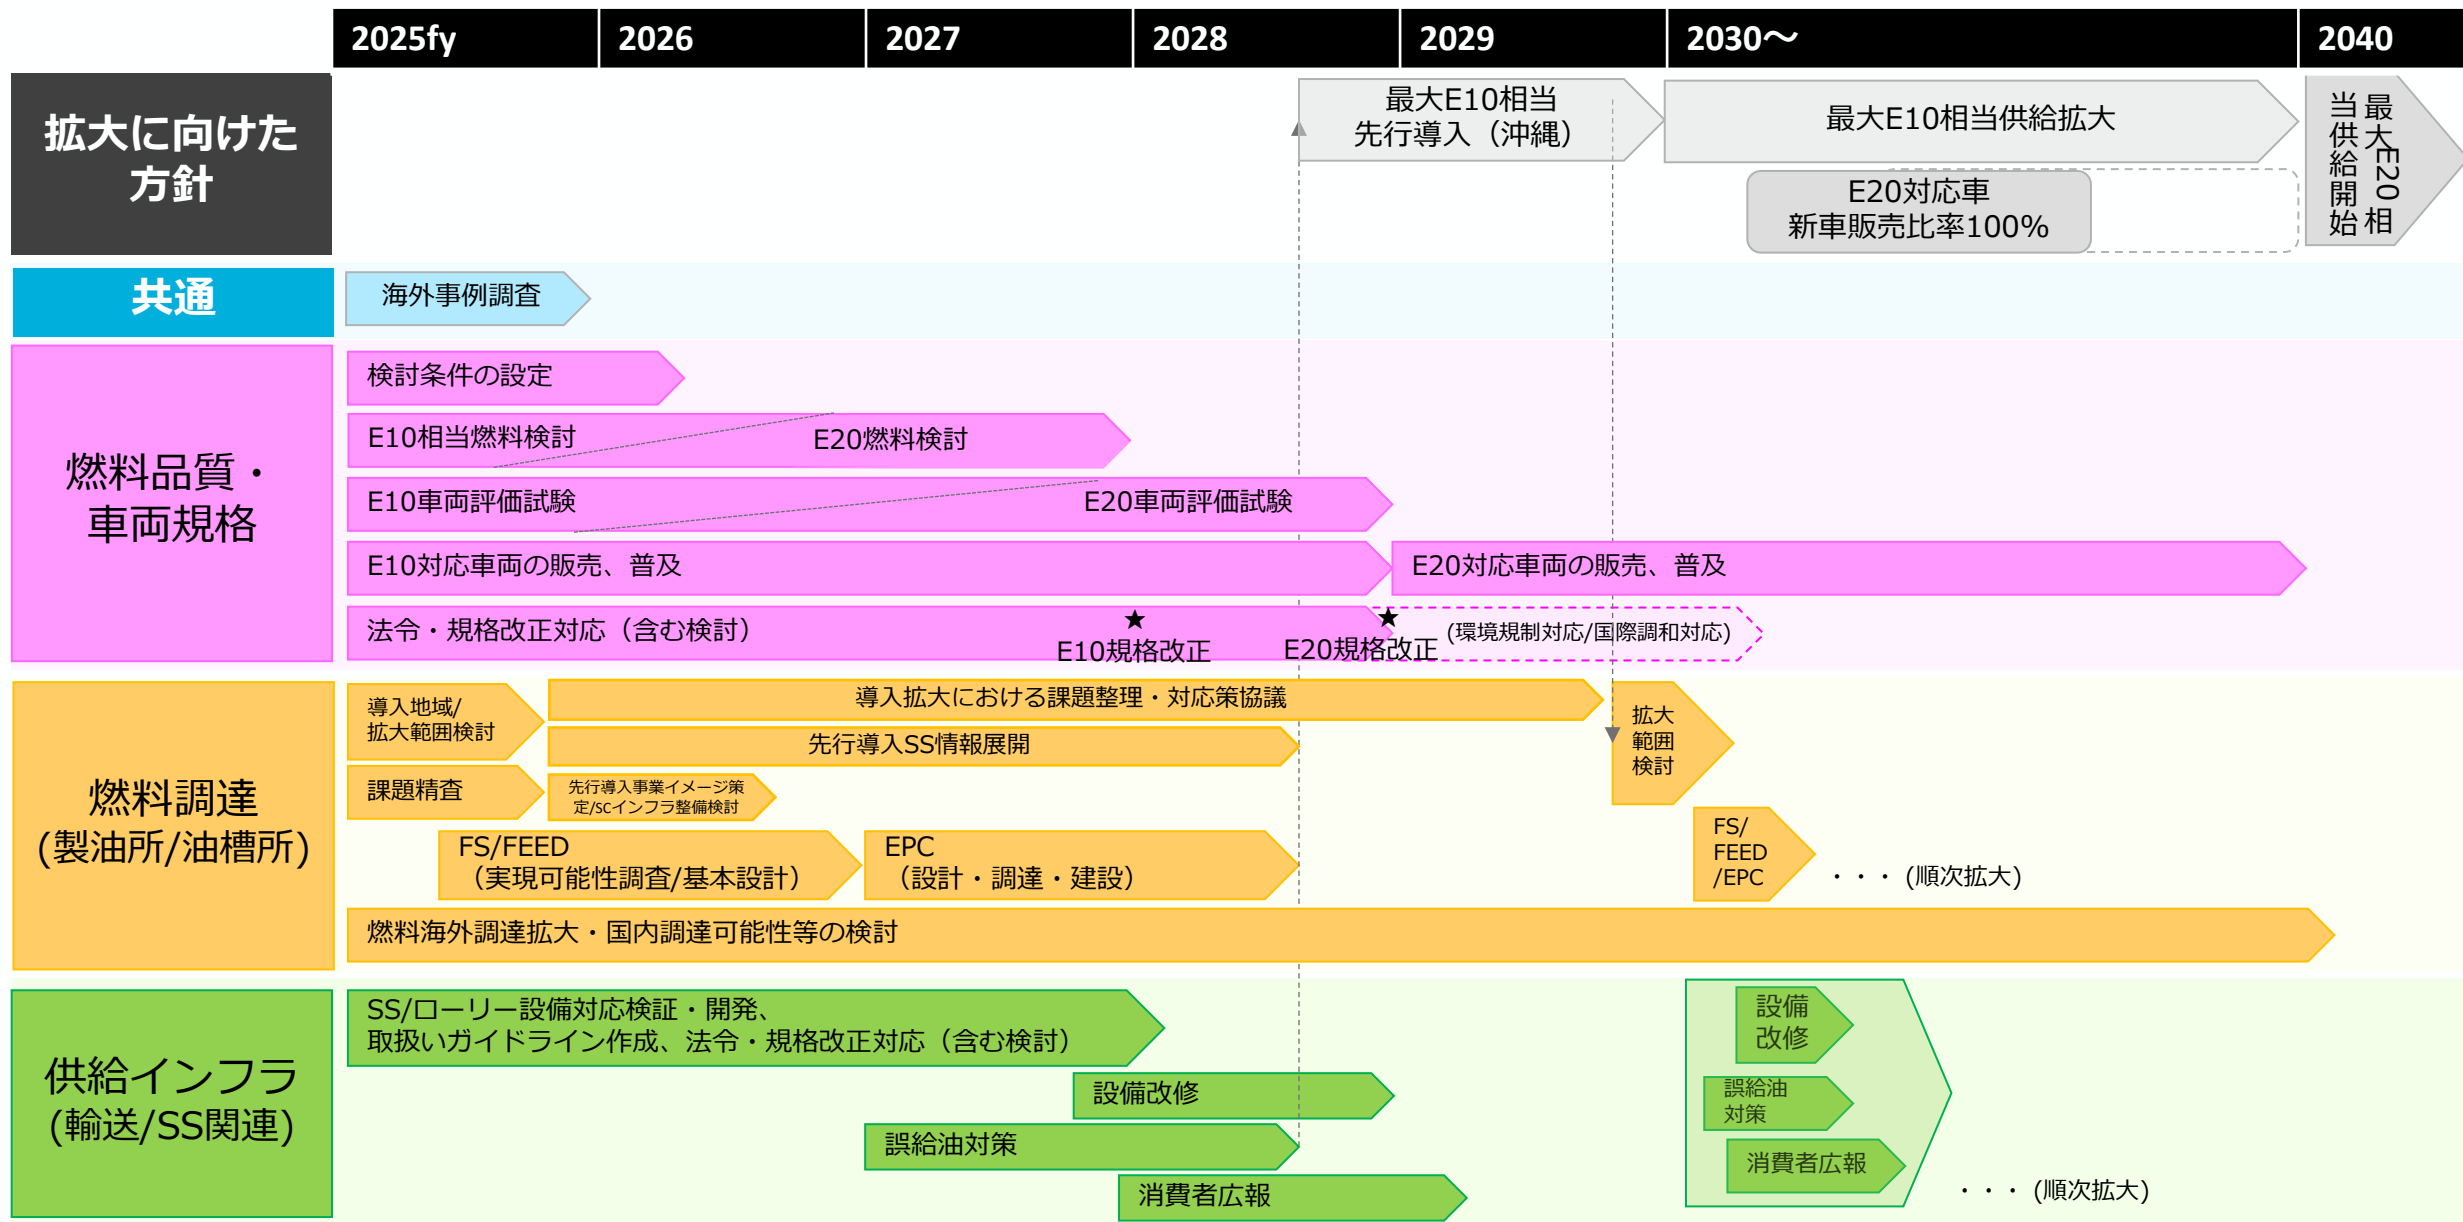 2025fy
2026
2027
2028
2029
2030～
2040
拡大に向けた
方針
最大E10相当
先行導入（沖縄）
最大E10相当供給拡大
E20対応車
新車販売比率100%
最大E20相
当供給開始
共通
海外事例調査
燃料品質・
車両規格
検討条件の設定
E10相当燃料検討
E20燃料検討
E10車両評価試験
E20車両評価試験
E10対応車両の販売、普及
E20対応車両の販売、普及
法令・規格改正対応（含む検討）
★
E10規格改正
★
E20規格改正
(環境規制対応/国際調和対応)
燃料調達
(製油所/油槽所)
導入地域/
拡大範囲検討
導入拡大における課題整理・対応策協議
先行導入SS情報展開
課題精査
先行導入事業イメージ策
定/SCインフラ整備検討
拡大
範囲
検討
FS/FEED
（実現可能性調査/基本設計）
EPC
（設計・調達・建設）
FS/
FEED
/EPC
・・・ (順次拡大)
燃料海外調達拡大・国内調達可能性等の検討
供給インフラ
(輸送/SS関連)
SS/ローリー設備対応検証・開発、
取扱いガイドライン作成、法令・規格改正対応（含む検討）
設備改修
誤給油対策
消費者広報
設備
改修
誤給油
対策
消費者広報
・・・ (順次拡大)